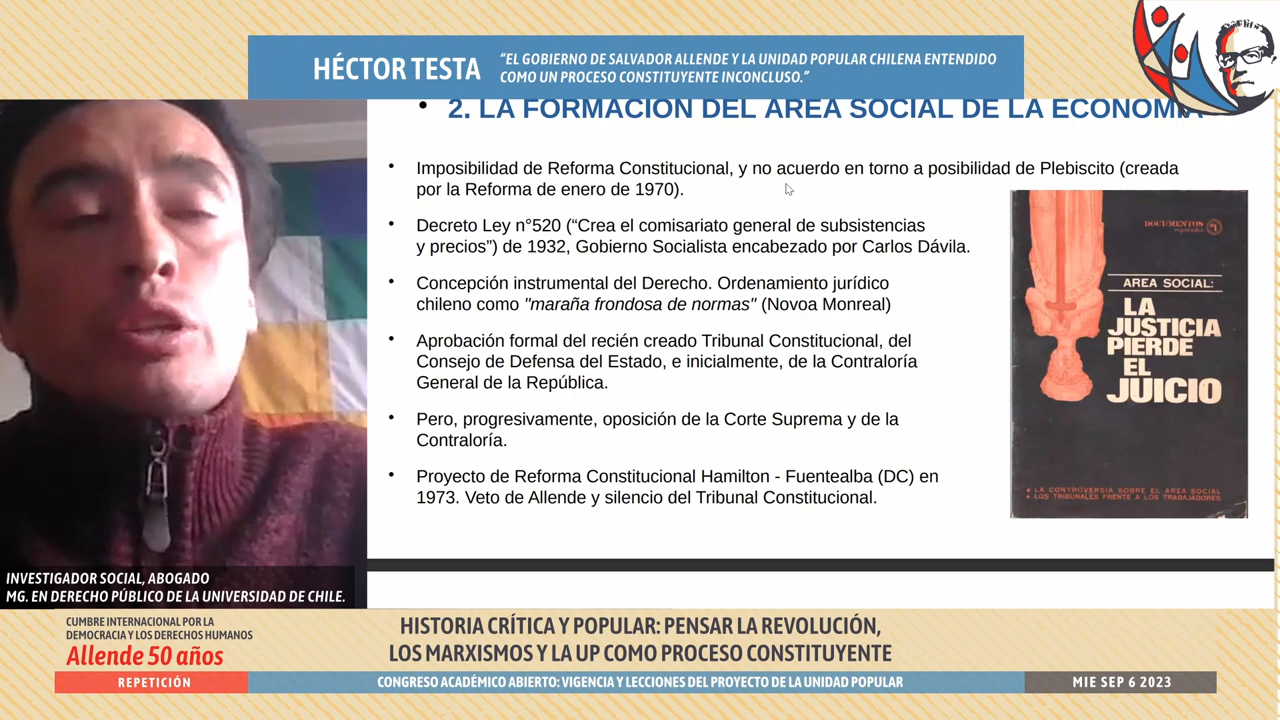 HÉCTOR TESTA
“EL GOBIERNO DE SALVADOR ALLENDE Y LA UNIDAD POPULAR CHILENA ENTENDIDO
COMO UN PROCESO CONSTITUYENTE INCONCLUSO.”
• 2. LA FORMACIÓN DEL ÁREA SOCIAL DE LA ECONOMÍA
• Imposibilidad de Reforma Constitucional, y no acuerdo en torno a posibilidad de Plebiscito (creada
por la Reforma de enero de 1970).
• Decreto Ley n°520 (“Crea el comisariato general de subsistencias
y precios”) de 1932, Gobierno Socialista encabezado por Carlos Dávila.
• Concepción instrumental del Derecho. Ordenamiento jurídico
chileno como "maraña frondosa de normas" (Novoa Monreal)
• Aprobación formal del recién creado Tribunal Constitucional, del
Consejo de Defensa del Estado, e inicialmente, de la Contraloría
General de la República.
• Pero, progresivamente, oposición de la Corte Suprema y de la
Contraloría.
• Proyecto de Reforma Constitucional Hamilton - Fuentealba (DC) en
1973. Veto de Allende y silencio del Tribunal Constitucional.
DOCUMENTOS
especiales
AREA SOCIAL:
LA
JUSTICIA
PIERDE
EL
JUICIO
• LA CONTROVERSIA SOBRE EL AREA SOCIAL
• LOS TRIBUNALES FRENTE A LOS TRABAJADORES
INVESTIGADOR SOCIAL, ABOGADO
MG. EN DERECHO PÚBLICO DE LA UNIVERSIDAD DE CHILE.
CUMBRE INTERNACIONAL POR LA
DEMOCRACIA Y LOS DERECHOS HUMANOS
Allende 50 años
HISTORIA CRÍTICA Y POPULAR: PENSAR LA REVOLUCIÓN,
LOS MARXISMOS Y LA UP COMO PROCESO CONSTITUYENTE
REPETICIÓN
CONGRESO ACADÉMICO ABIERTO: VIGENCIA Y LECCIONES DEL PROYECTO DE LA UNIDAD POPULAR
MIE SEP 6 2023